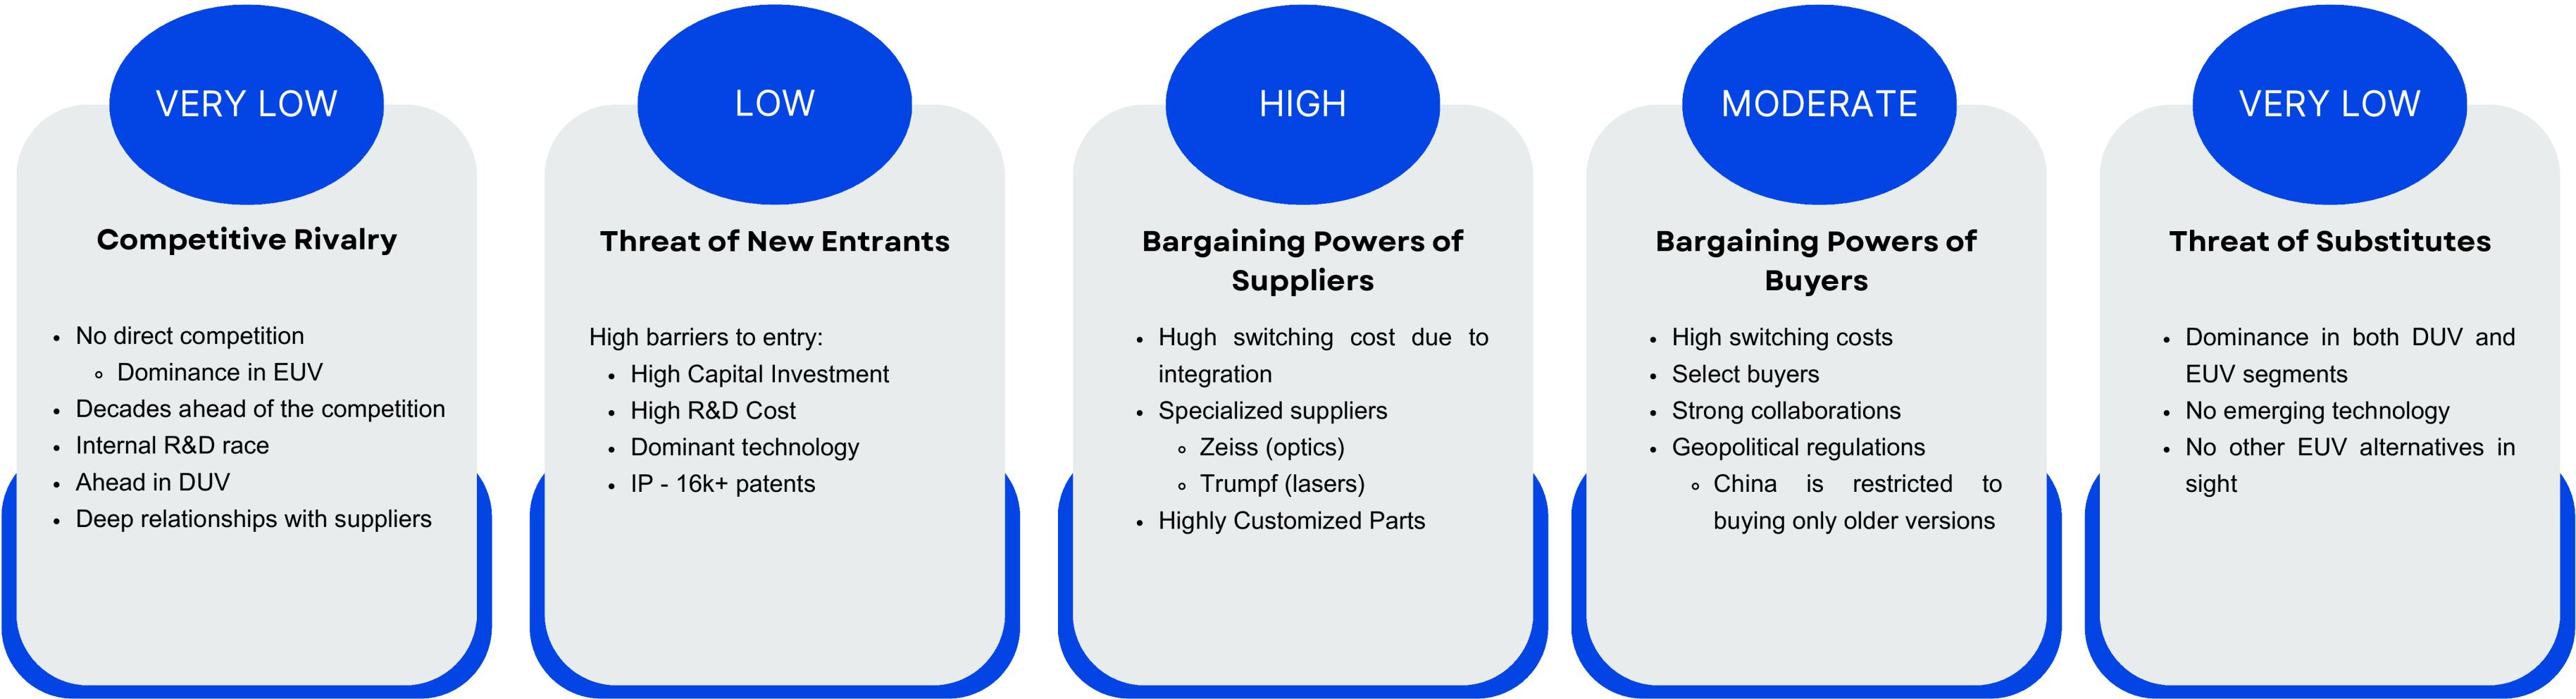 VERY LOW
Competitive Rivalry
• No direct competition
◦ Dominance in EUV
• Decades ahead of the competition
• Internal R&D race
• Ahead in DUV
• Deep relationships with suppliers
LOW
Threat of New Entrants
High barriers to entry:
• High Capital Investment
• High R&D Cost
• Dominant technology
• IP - 16k+ patents
HIGH
Bargaining Powers of
Suppliers
• Hugh switching cost due to
integration
• Specialized suppliers
◦ Zeiss (optics)
◦ Trumpf (lasers)
• Highly Customized Parts
MODERATE
Bargaining Powers of
Buyers
• High switching costs
• Select buyers
• Strong collaborations
• Geopolitical regulations
◦ China is restricted to
buying only older versions
VERY LOW
Threat of Substitutes
• Dominance in both DUV and
EUV segments
• No emerging technology
• No other EUV alternatives in
sight